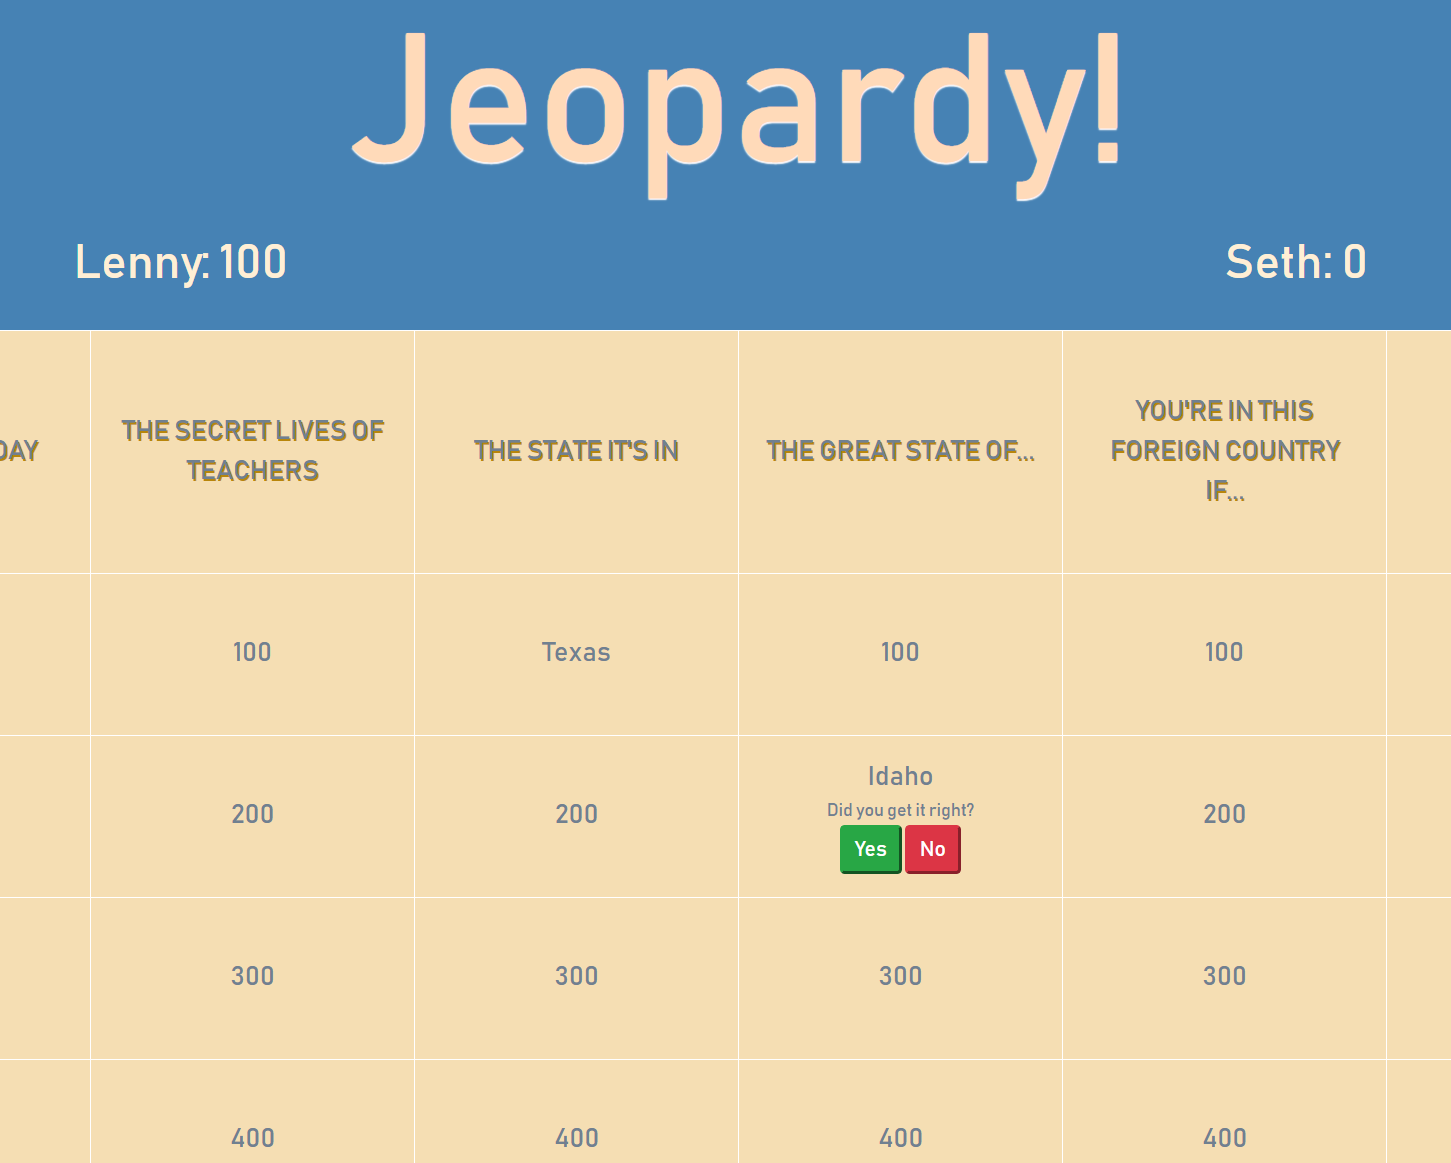 Jeopardy!
Lenny: 100
Seth: 0
THE SECRET LIVES OF
TEACHERS
THE STATE IT'S IN
THE GREAT STATE OF...
YOU'RE IN THIS
FOREIGN COUNTRY
IF...
100
Texas
100
100
200
200
Idaho
Did you get it right?
Yes
No
200
300
300
300
300
400
400
400
400